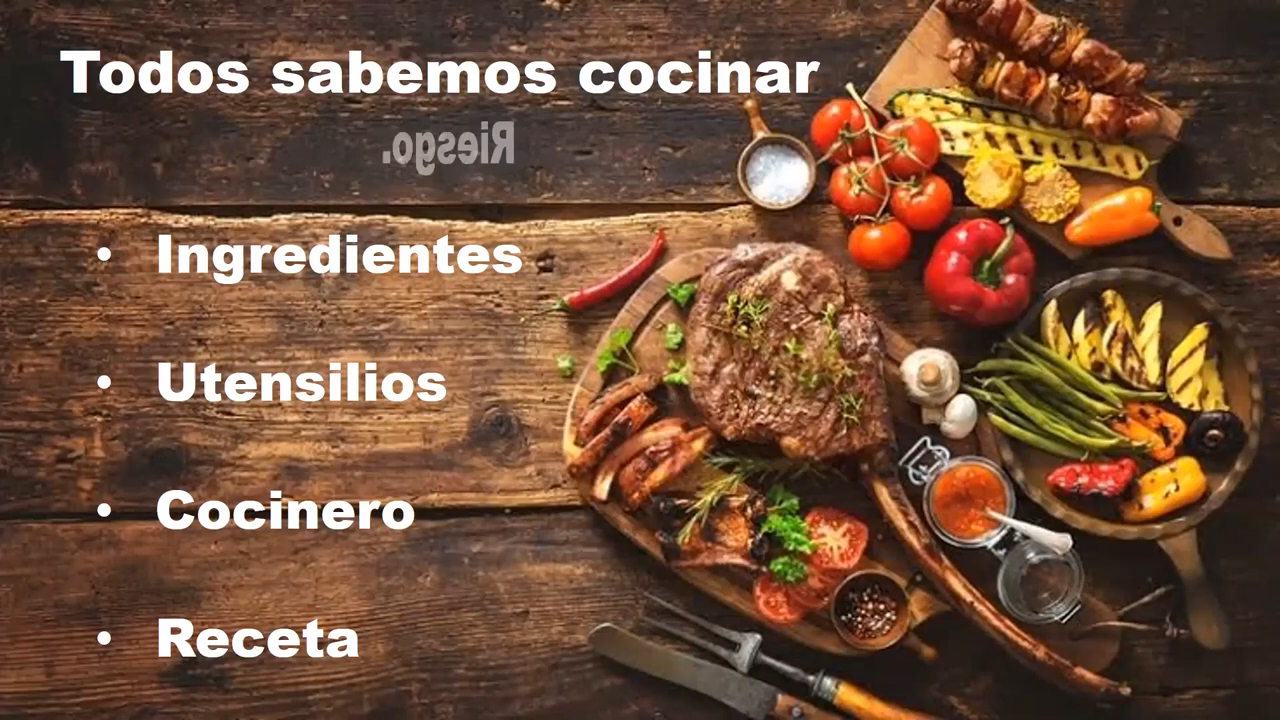 Todos sabemos cocinar
Riesgo.
• Ingredientes
• Utensilios
• Cocinero
• Receta